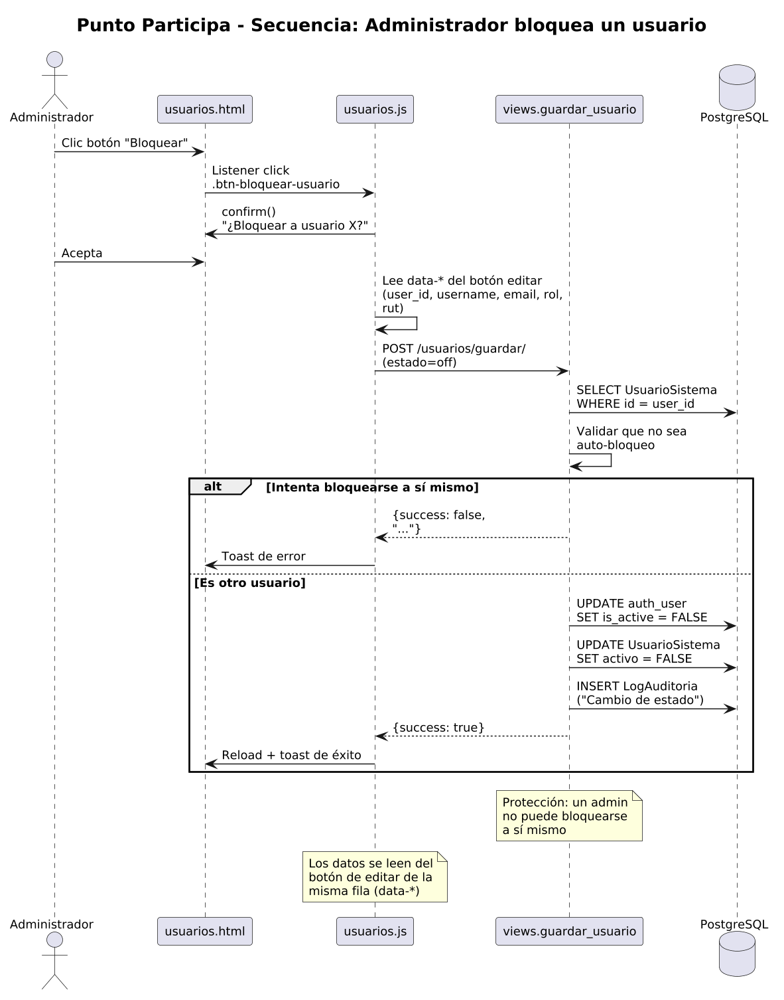 Punto Participa - Secuencia: Administrador bloquea un usuario
Administrador
usuarios.html
usuarios.js
views.guardar_usuario
PostgreSQL
Clic botón "Bloquear"
Listener click
.btn-bloquear-usuario
confirm()
"¿Bloquear a usuario X?"
Acepta
Lee data-* del botón editar
(user_id, username, email, rol,
rut)
POST /usuarios/guardar/
(estado=off)
SELECT UsuarioSistema
WHERE id = user_id
Validar que no sea
auto-bloqueo
alt
[Intenta bloquearse a sí mismo]
{success: false,
"..."}
Toast de error
[Es otro usuario]
UPDATE auth_user
SET is_active = FALSE
UPDATE UsuarioSistema
SET activo = FALSE
INSERT LogAuditoria
("Cambio de estado")
{success: true}
Reload + toast de éxito
Protección: un admin
no puede bloquearse
a sí mismo
Los datos se leen del
botón de editar de la
misma fila (data-*)
Administrador
usuarios.html
usuarios.js
views.guardar_usuario
PostgreSQL